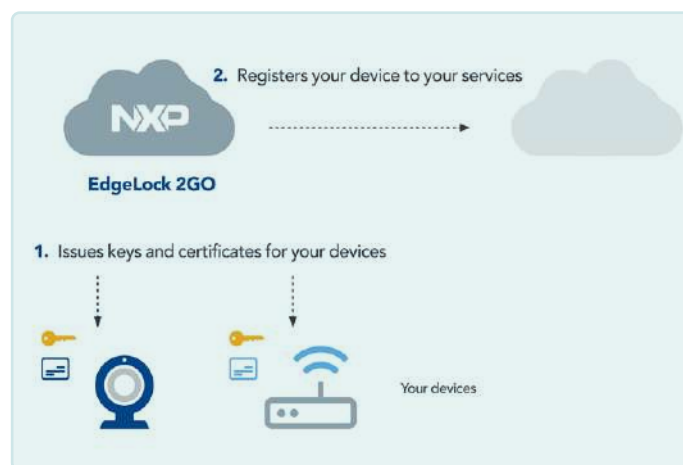 2. Registers your device to your services
NXP
EdgeLock 2GO
1. Issues keys and certificates for your devices
Your devices